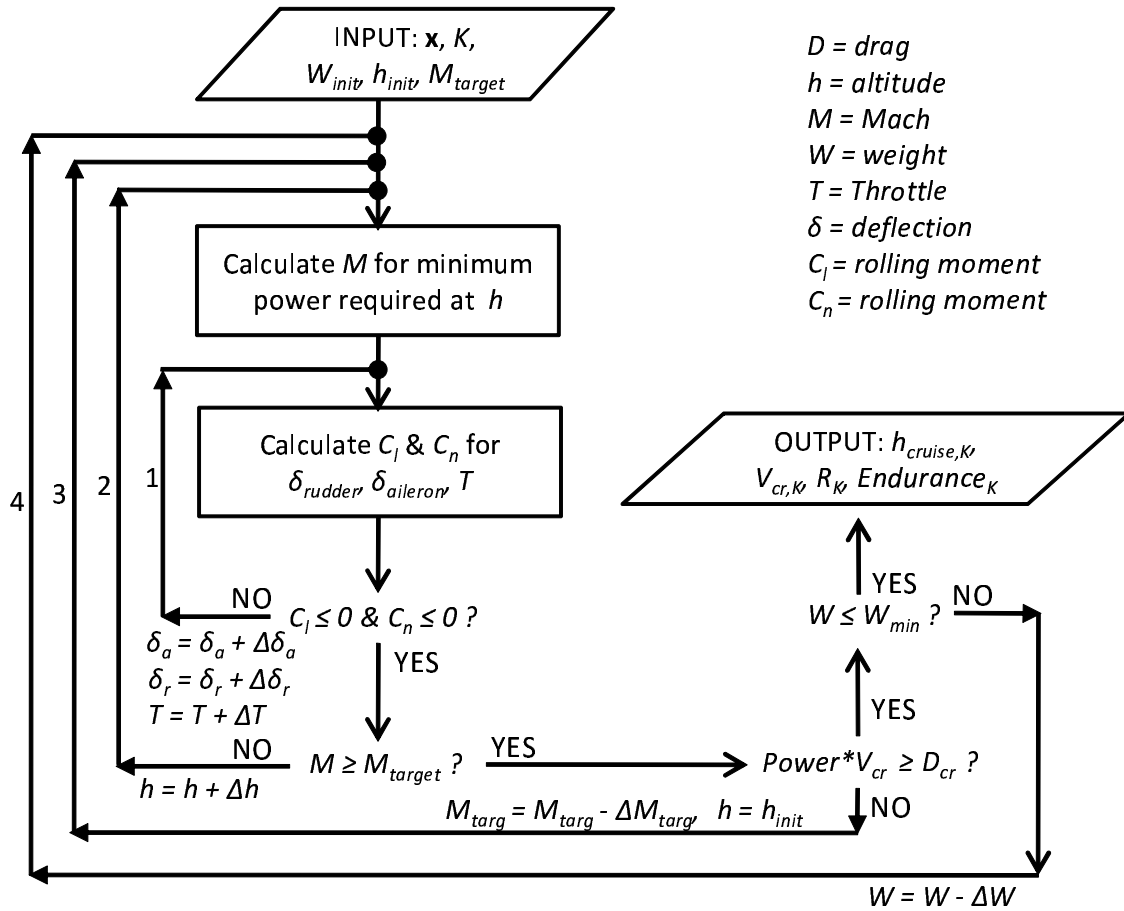 INPUT: x, K,
W_init, h_init, M_target
D = drag
h = altitude
M = Mach
W = weight
T = Throttle
δ = deflection
C_l = rolling moment
C_n = rolling moment
Calculate M for minimum
power required at h
Calculate C_l & C_n for
δ_rudder, δ_aileron, T
OUTPUT: h_cruise,K,
V_cr,K, R_K, Endurance_K
4
3
2
1
NO
C_l ≤ 0 & C_n ≤ 0 ?
YES
δ_a = δ_a + Δδ_a
δ_r = δ_r + Δδ_r
T = T + ΔT
YES
W ≤ W_min ?
NO
YES
NO
M ≥ M_target ?
YES
Power*V_cr ≥ D_cr ?
h = h + Δh
NO
M_targ = M_targ - ΔM_targ, h = h_init
W = W - ΔW